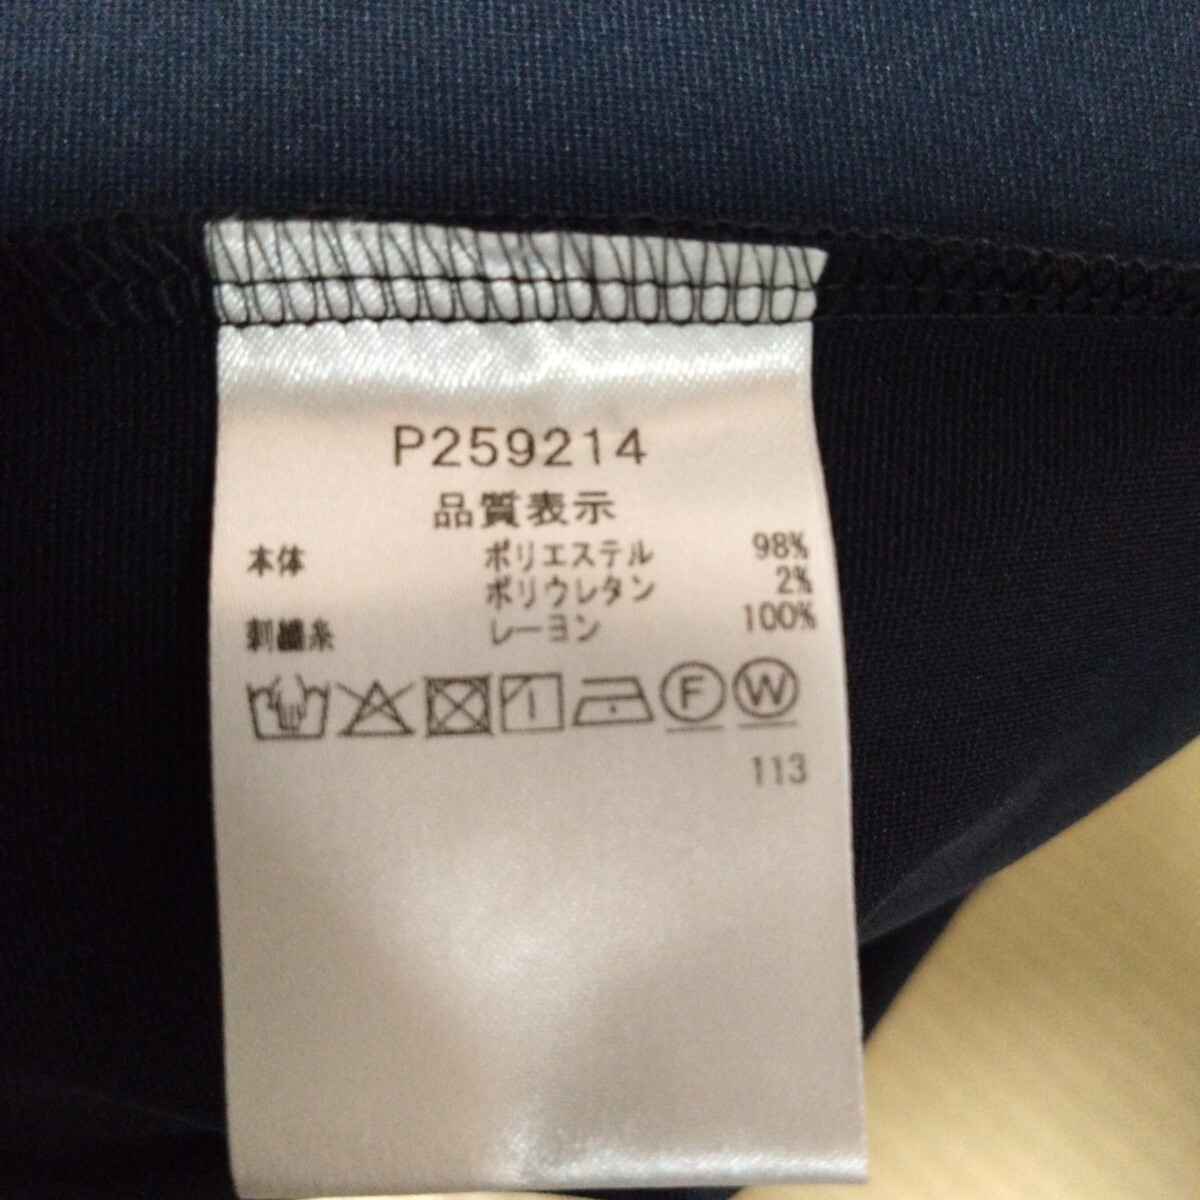 P259214
品質表示
本体 ポリエステル 98%
ポリウレタン 2%
刺繍糸 レーヨン 100%
F W
113